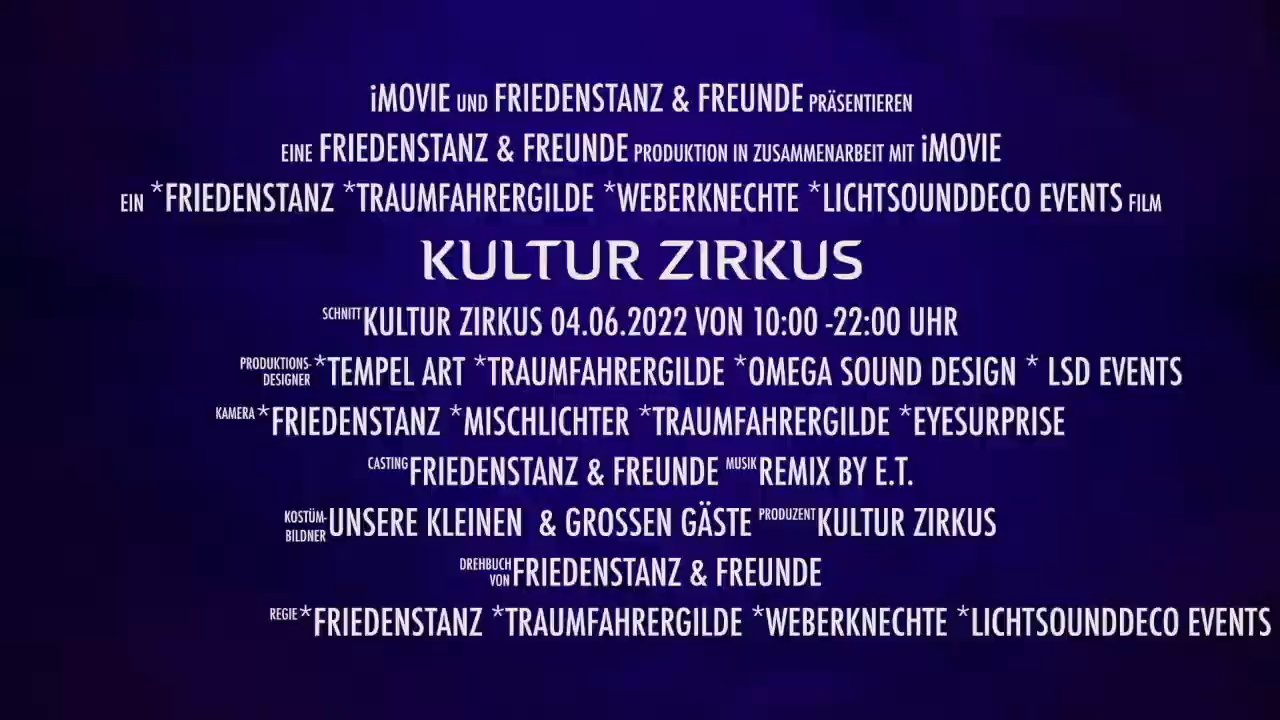 iMOVIE UND FRIEDENSTANZ & FREUNDE PRÄSENTIEREN
EINE FRIEDENSTANZ & FREUNDE PRODUKTION IN ZUSAMMENARBEIT MIT iMOVIE
EIN *FRIEDENSTANZ *TRAUMFAHRERGILDE *WEBERKNECHTE *LICHTSOUNDDECO EVENTS FILM
KULTUR ZIRKUS
SCHNITT KULTUR ZIRKUS 04.06.2022 VON 10:00 -22:00 UHR
PRODUKTIONS-DESIGNER *TEMPEL ART *TRAUMFAHRERGILDE *OMEGA SOUND DESIGN * LSD EVENTS
KAMERA *FRIEDENSTANZ *MISCHLICHTER *TRAUMFAHRERGILDE *EYESURPRISE
CASTING FRIEDENSTANZ & FREUNDE MUSIK REMIX BY E.T.
KOSTÜM-BILDNER UNSERE KLEINEN & GROSSEN GÄSTE PRODUZENT KULTUR ZIRKUS
DREHBUCH VON FRIEDENSTANZ & FREUNDE
REGIE *FRIEDENSTANZ *TRAUMFAHRERGILDE *WEBERKNECHTE *LICHTSOUNDDECO EVENTS